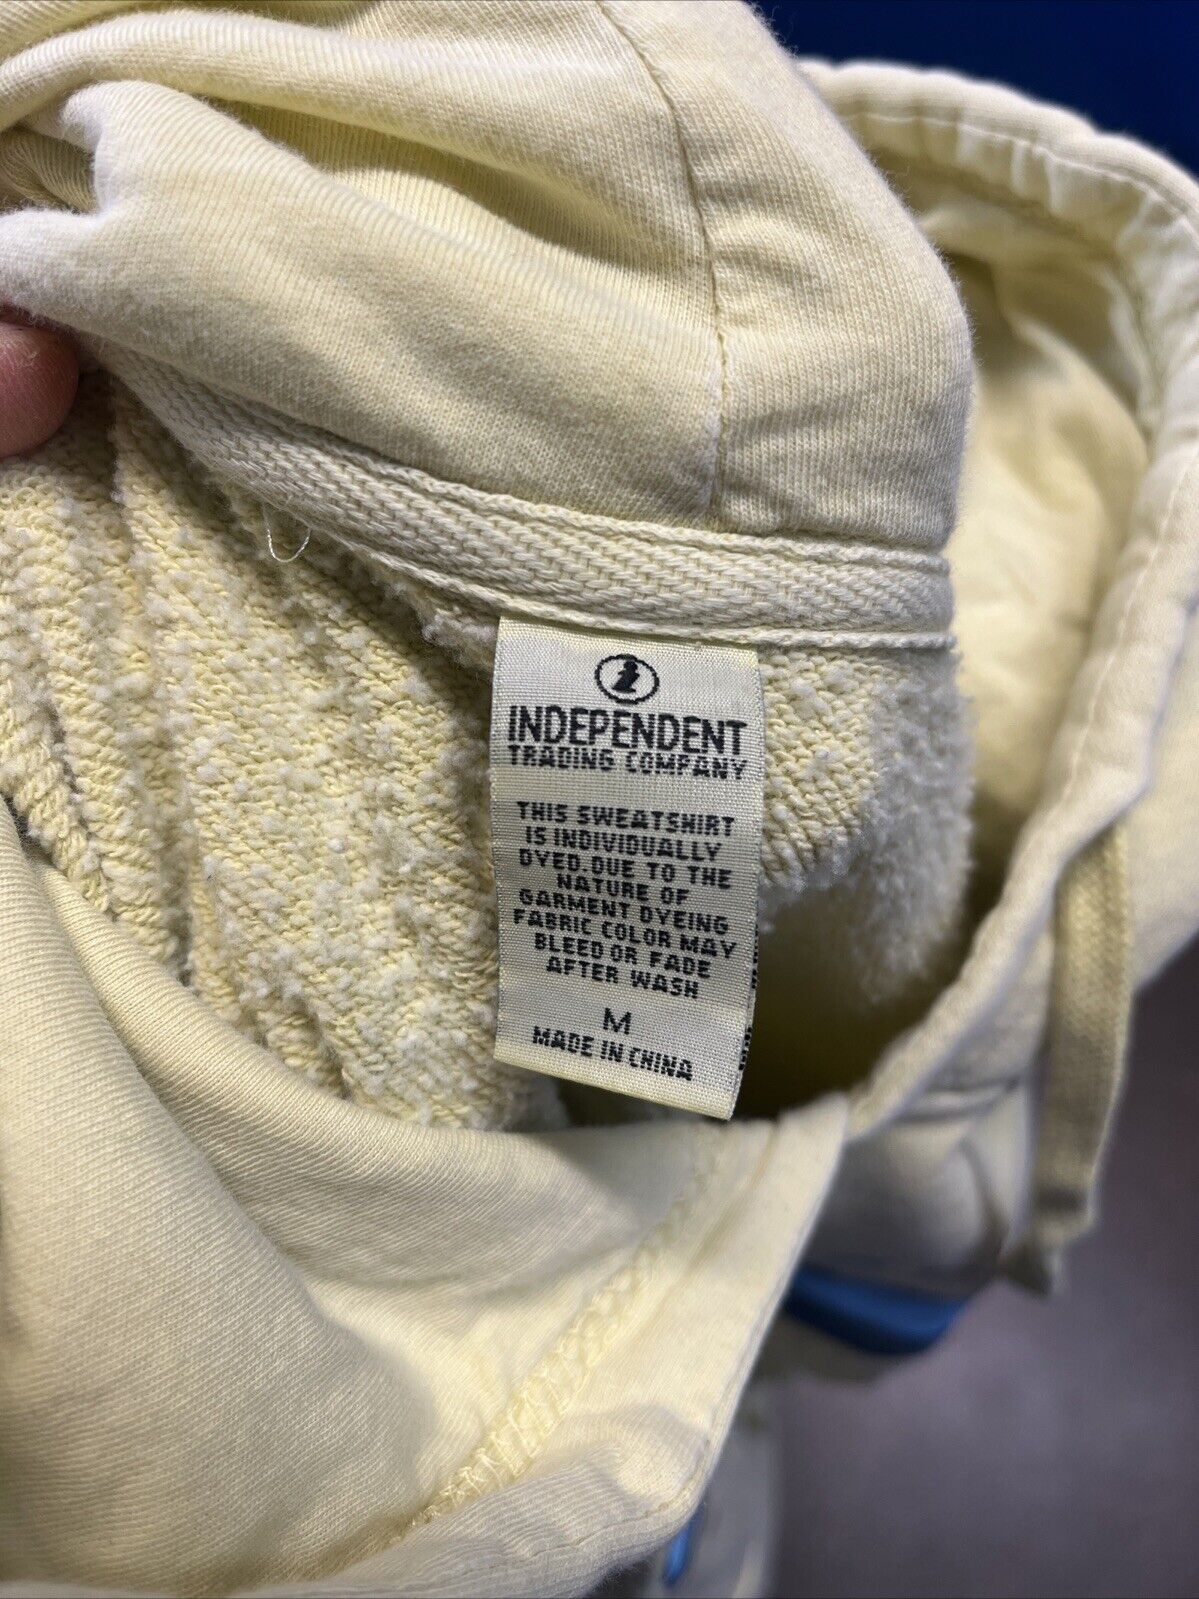 INDEPENDENT
TRADING COMPANY
THIS SWEATSHIRT
IS INDIVIDUALLY
DYED.DUE TO THE
NATURE OF
GARMENT DYEING
FABRIC COLOR MAY
BLEED OR FADE
AFTER WASH
M
MADE IN CHINA